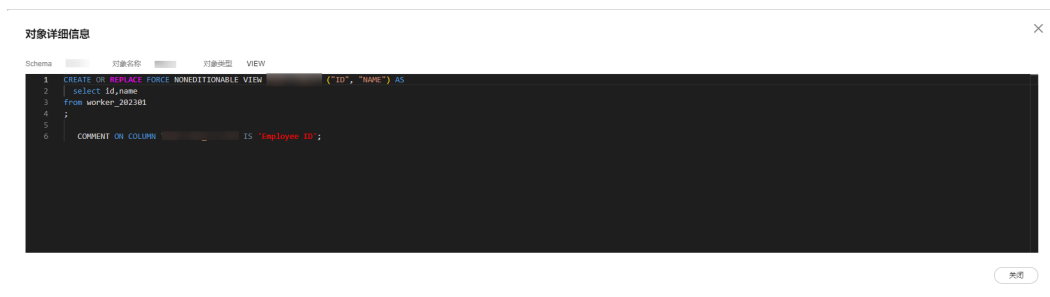 对象详细信息
Schema 对象名称 对象类型 VIEW
1 CREATE OR REPLACE FORCE NONEDITIONABLE VIEW ("ID", "NAME") AS
2 select id,name
3 from worker_202301
4 ;
5
6 COMMENT ON COLUMN IS 'Employee ID';
关闭